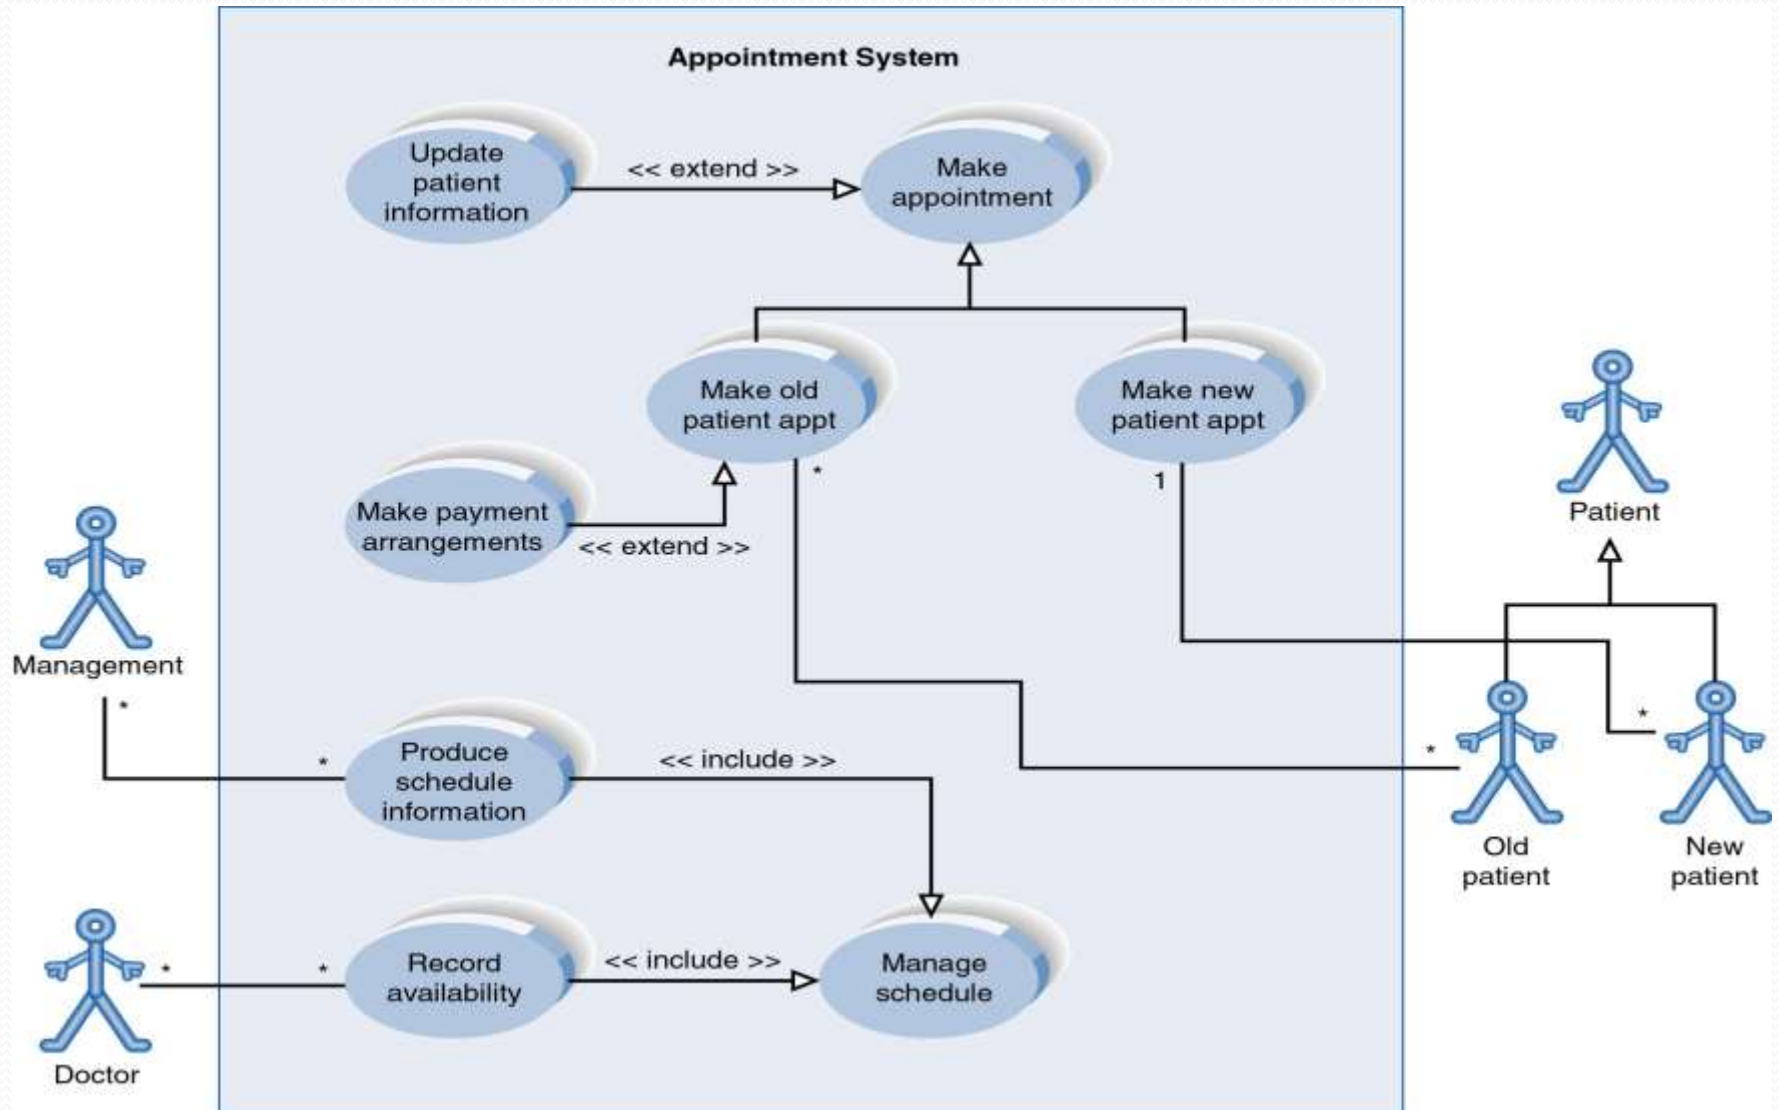 Appointment System
Update
patient
information
<< extend >>
Make
appointment
Make old
patient appt
Make new
patient appt
*
1
Make payment
arrangements
<< extend >>
Patient
Management
*
*
Produce
schedule
information
<< include >>
*
*
Old
patient
New
patient
Doctor
*
*
Record
availability
<< include >>
Manage
schedule